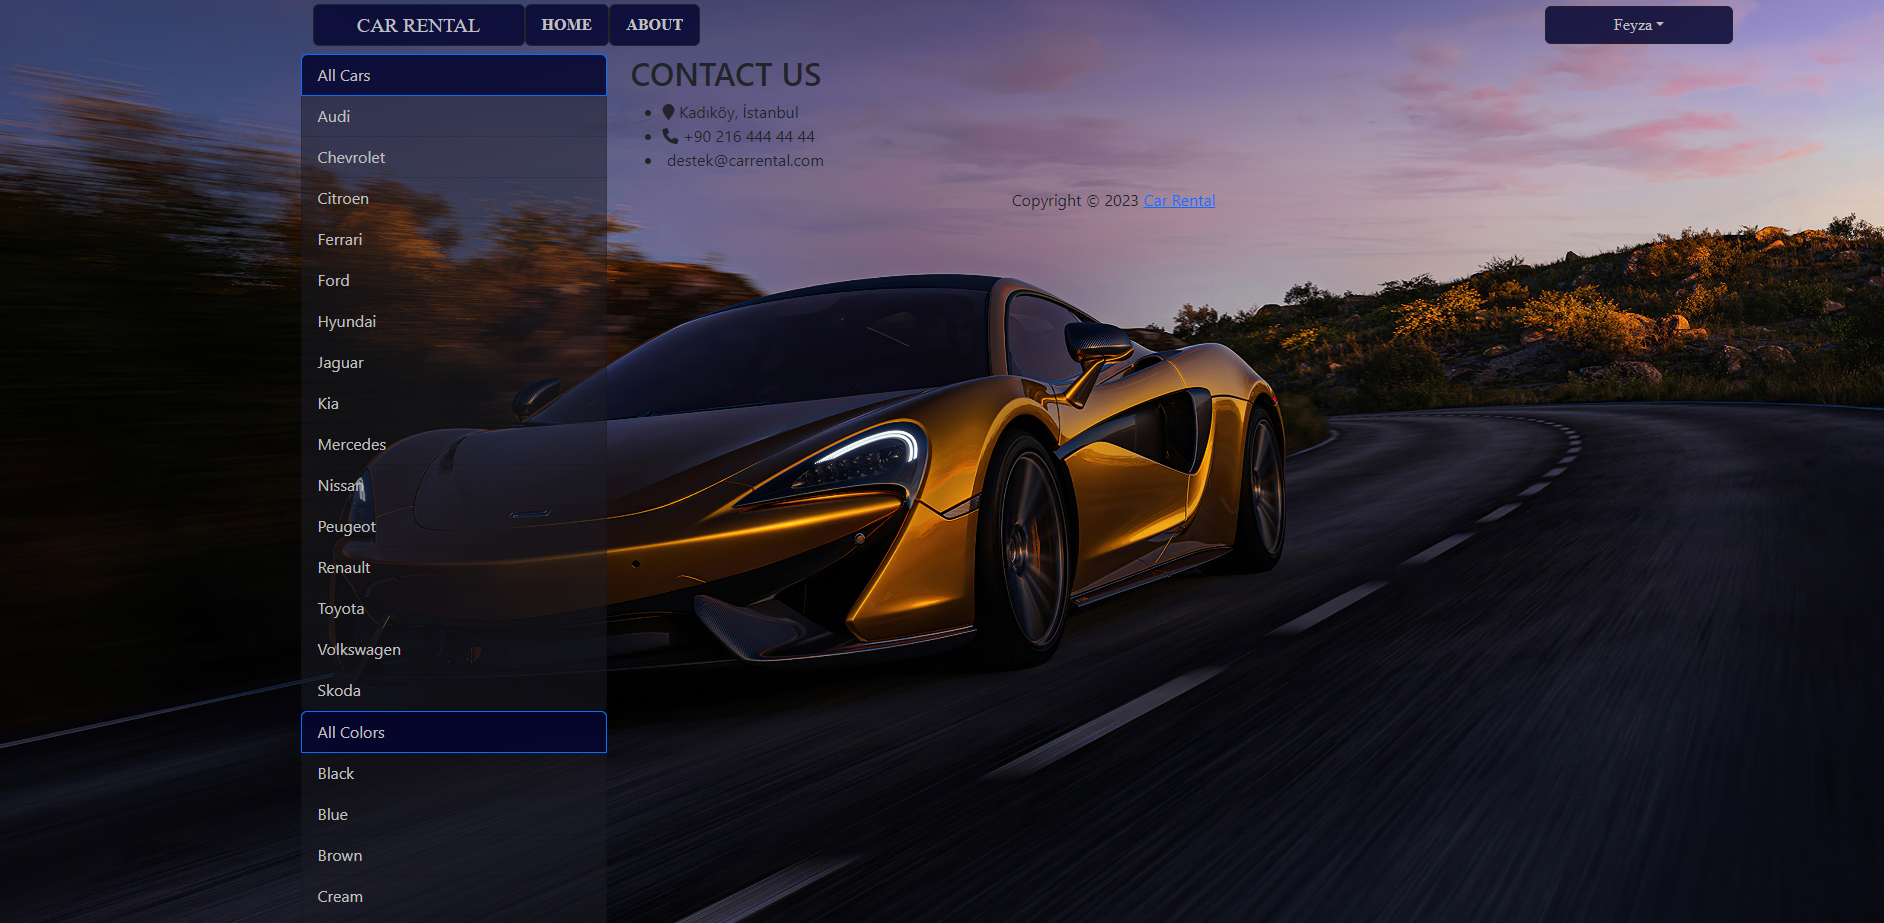 CAR RENTAL HOME ABOUT Feyza
All Cars
Audi
Chevrolet
Citroen
Ferrari
Ford
Hyundai
Jaguar
Kia
Mercedes
Nissan
Peugeot
Renault
Toyota
Volkswagen
Skoda
All Colors
Black
Blue
Brown
Cream
CONTACT US
Kadıköy, İstanbul
+90 216 444 44 44
destek@carrental.com
Copyright © 2023 Car Rental